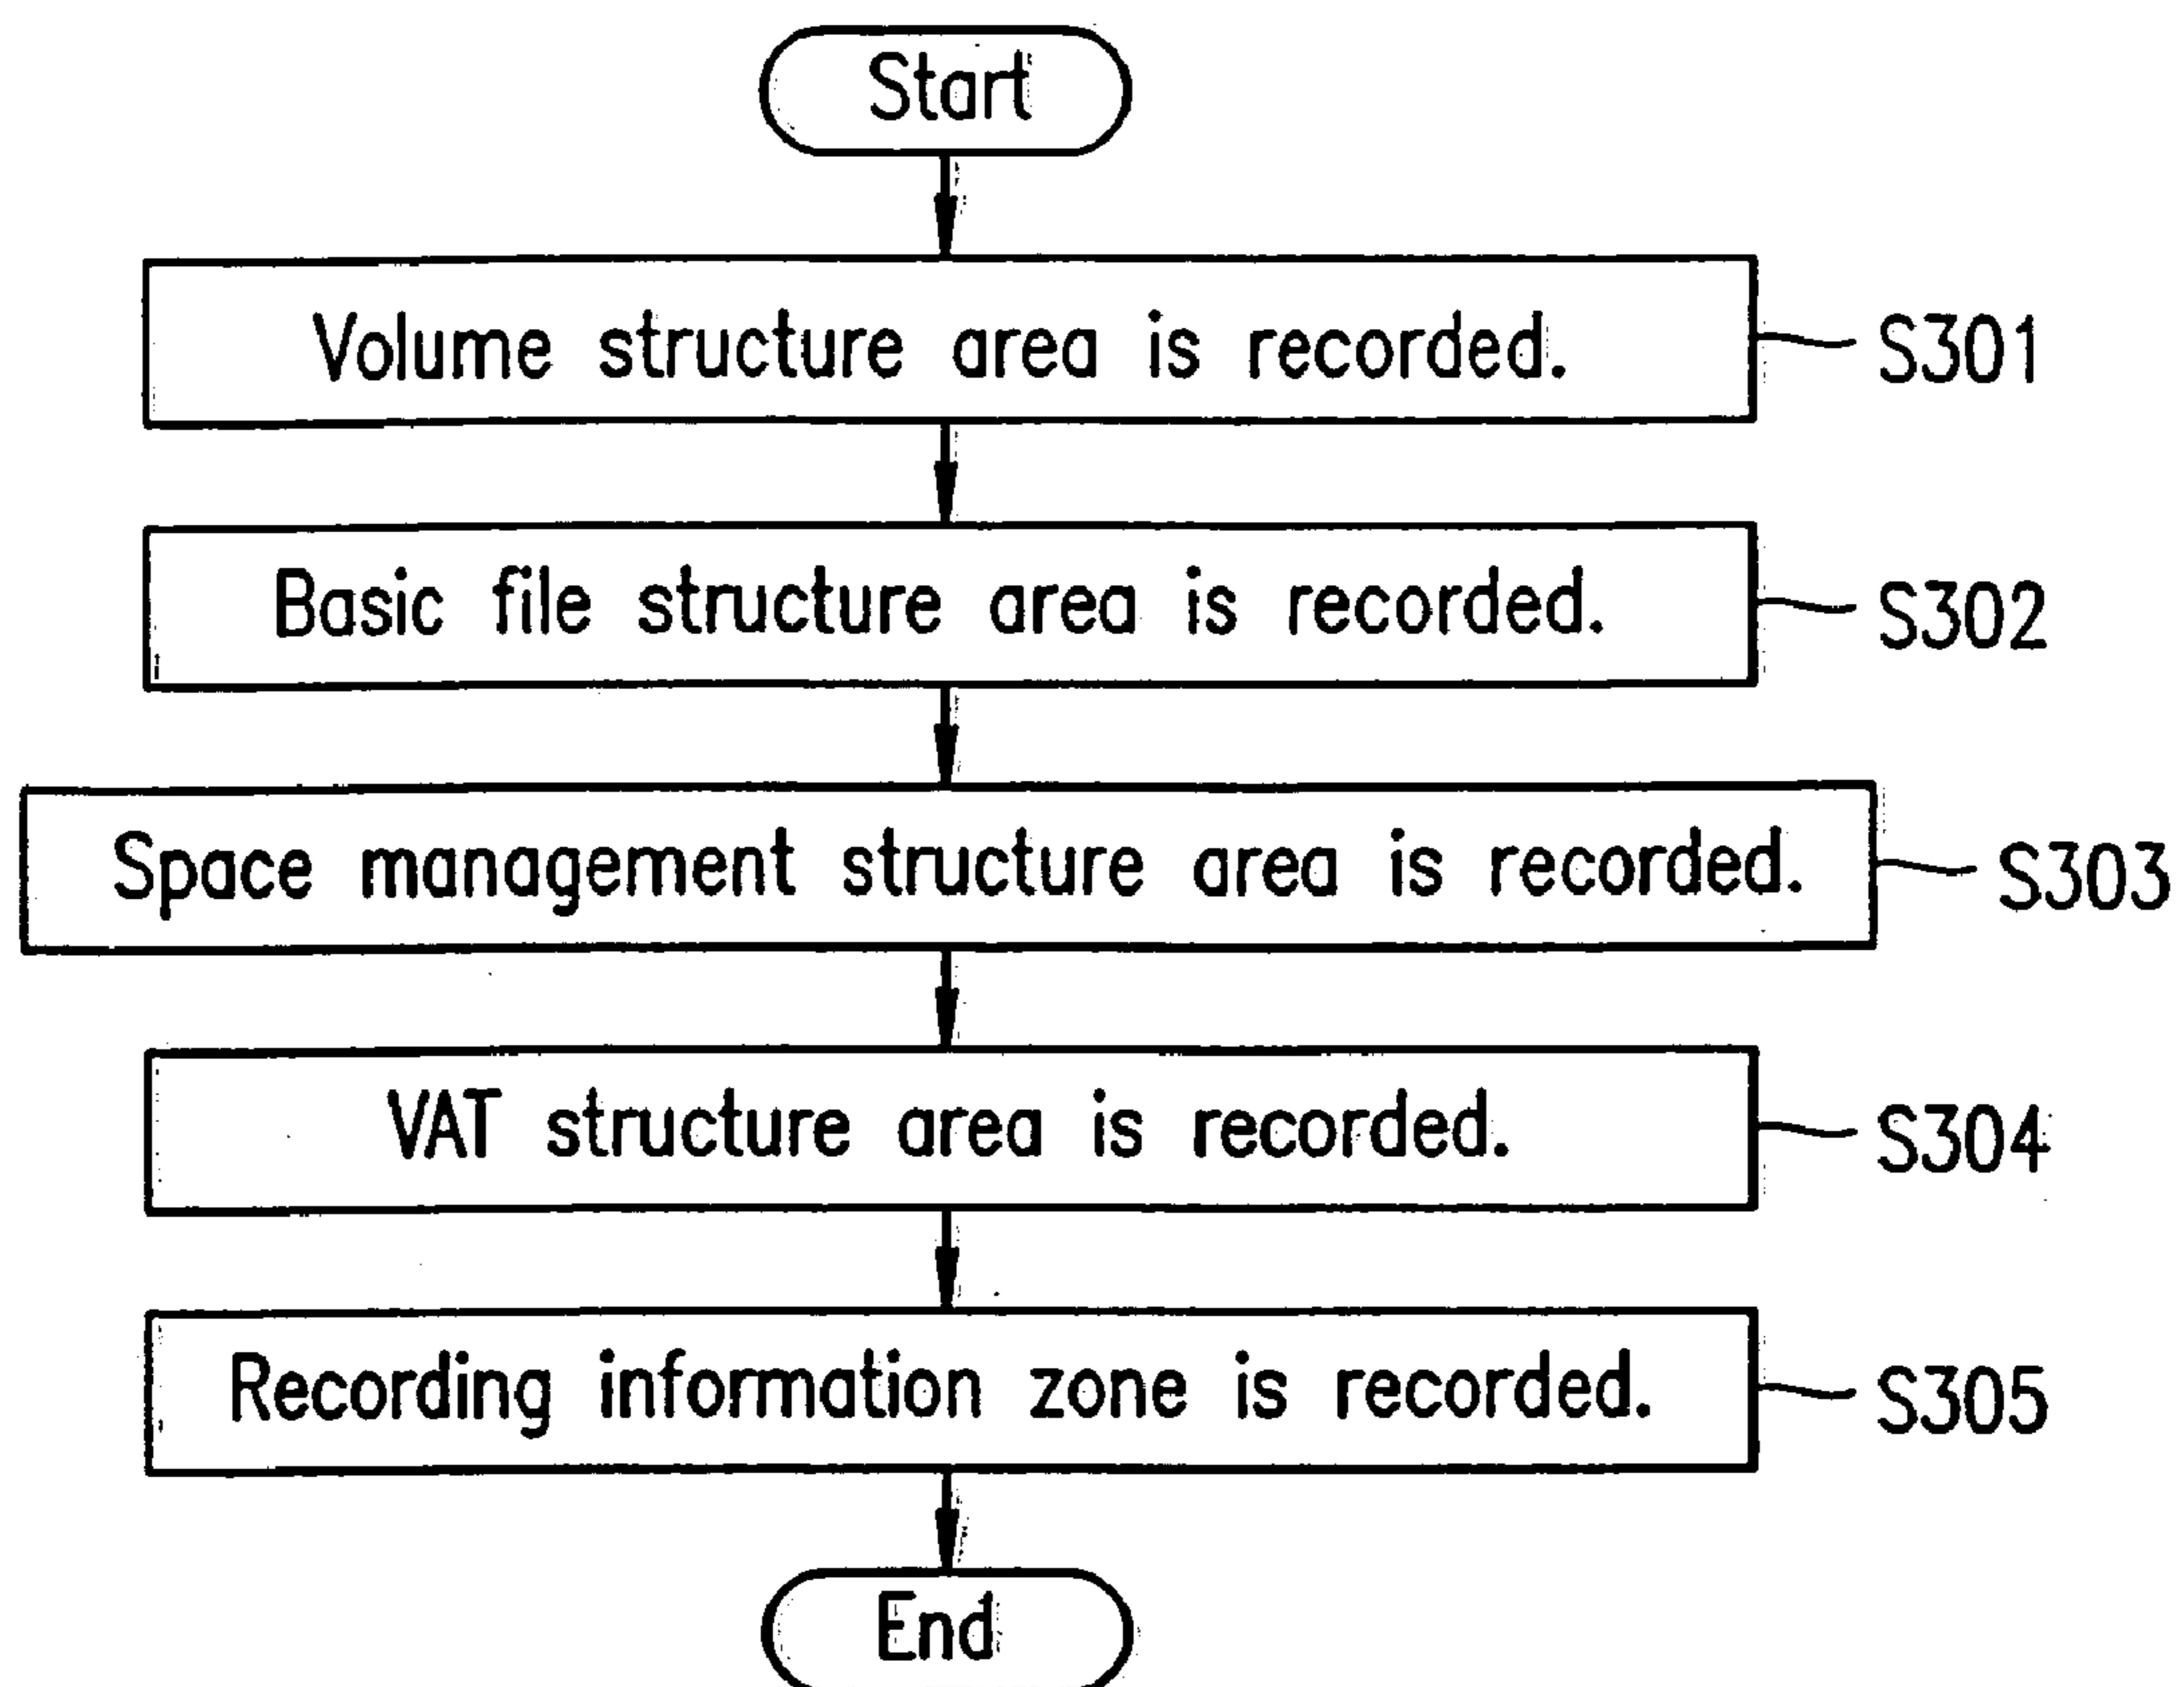 Start
Volume structure area is recorded. S301
Basic file structure area is recorded. S302
Space management structure area is recorded. S303
VAT structure area is recorded. S304
Recording information zone is recorded. S305
End